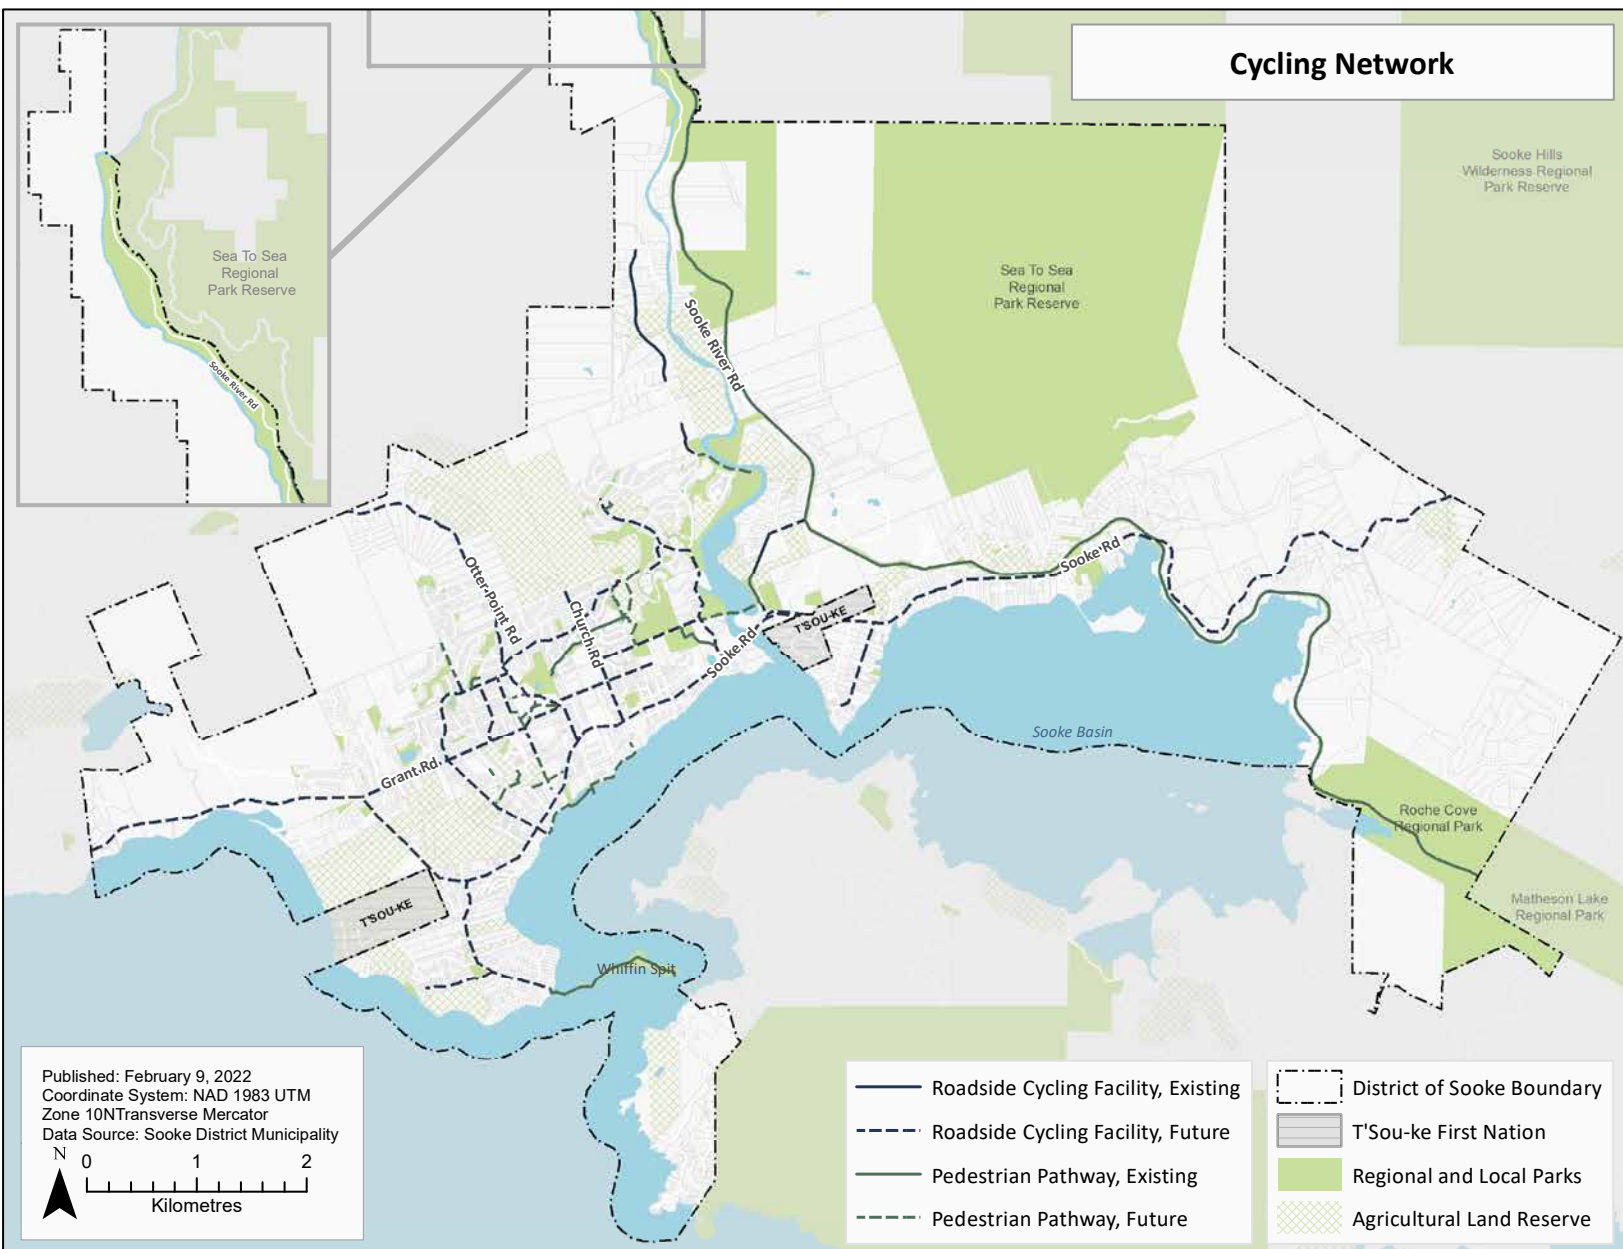 Cycling Network
Sooke Hills
Wilderness Regional
Park Reserve
Sea To Sea
Regional
Park Reserve
Sooke River Rd
Sea To Sea
Regional
Park Reserve
Sooke River Rd
Otter Point Rd
Church Rd
Sooke Rd
T'SOU-KE
Sooke Rd
Grant Rd
Sooke Basin
Roche Cove
Regional Park
Matheson Lake
Regional Park
T'SOU-KE
Whiffin Spit
Published: February 9, 2022
Coordinate System: NAD 1983 UTM
Zone 10NTransverse Mercator
Data Source: Sooke District Municipality
N
0 1 2
Kilometres
Roadside Cycling Facility, Existing
Roadside Cycling Facility, Future
Pedestrian Pathway, Existing
Pedestrian Pathway, Future
District of Sooke Boundary
T'Sou-ke First Nation
Regional and Local Parks
Agricultural Land Reserve